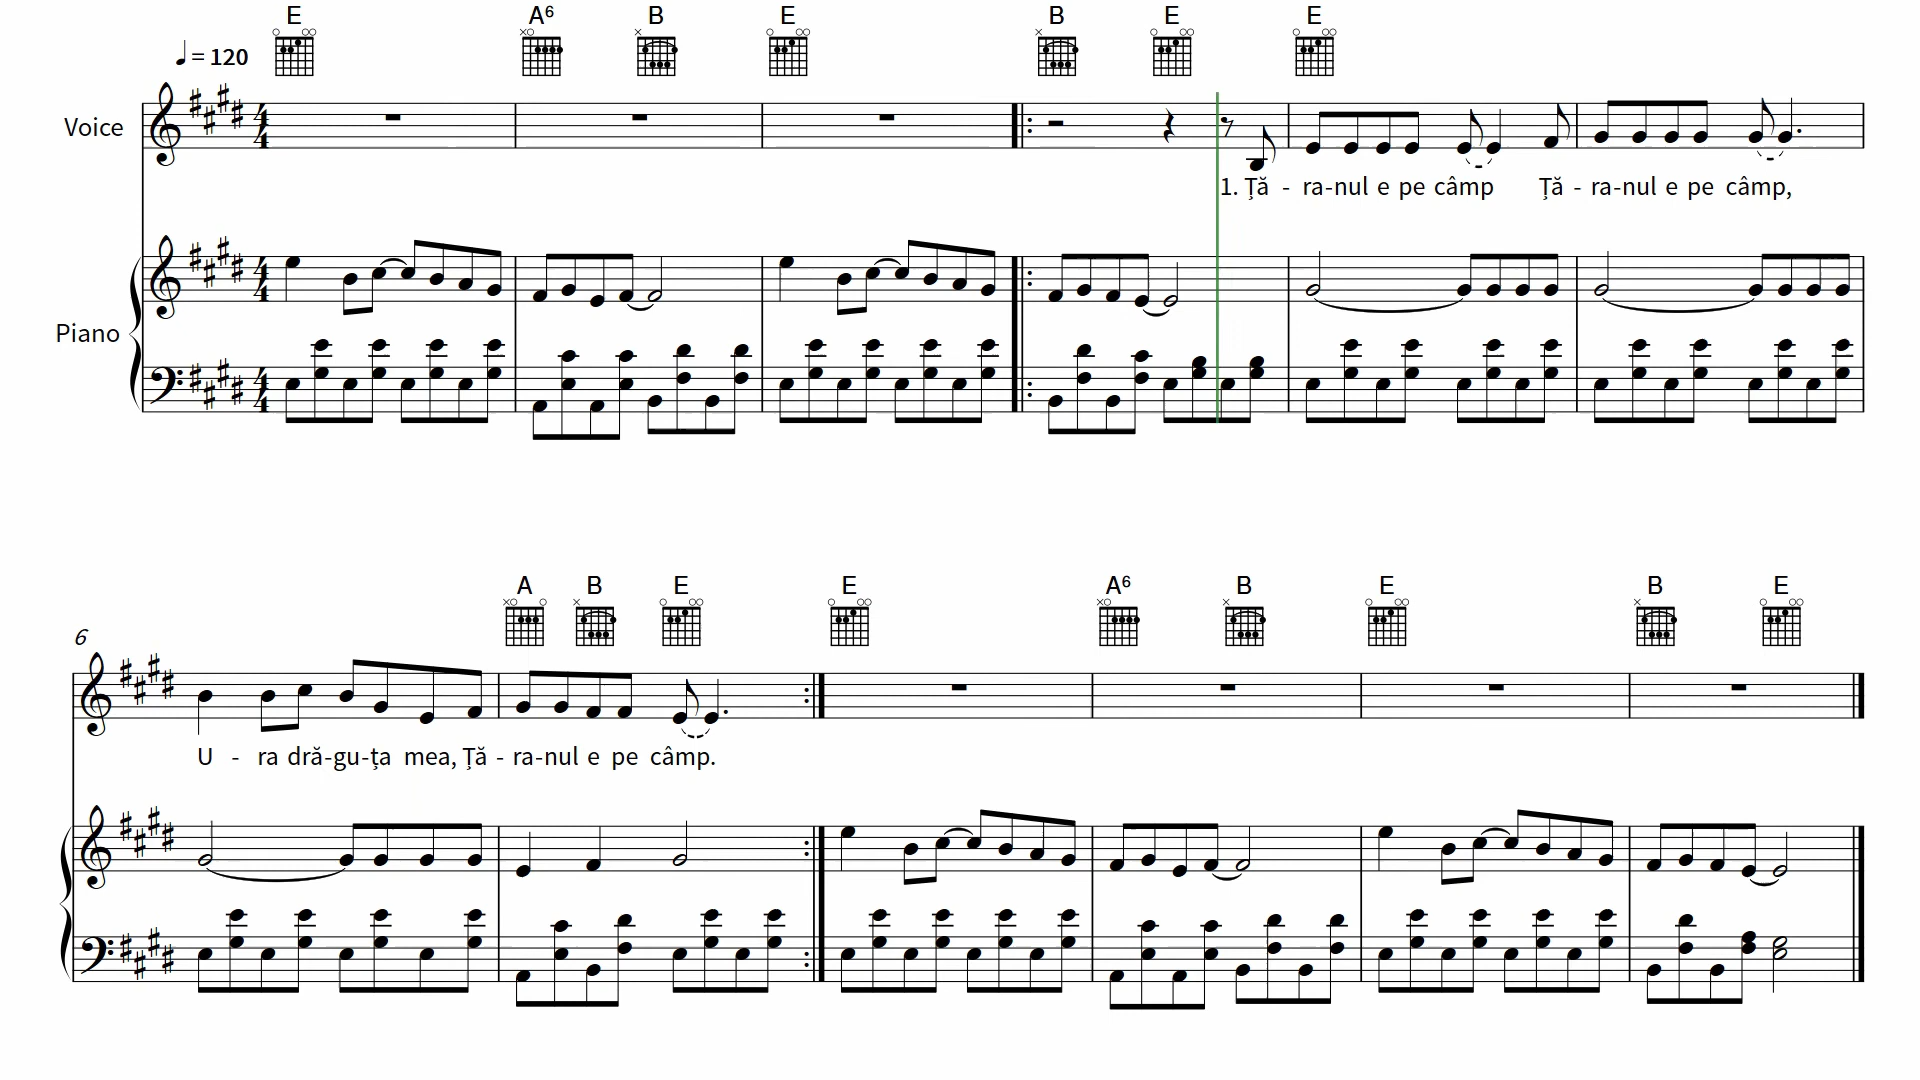 E A⁶ B E B E E
♩ = 120
Voice
1. Ţă - ra-nul e pe câmp Ţă - ra-nul e pe câmp,
Piano
A B E E A⁶ B E B E
6
U - ra dră-gu-ța mea, Ţă - ra-nul e pe câmp.